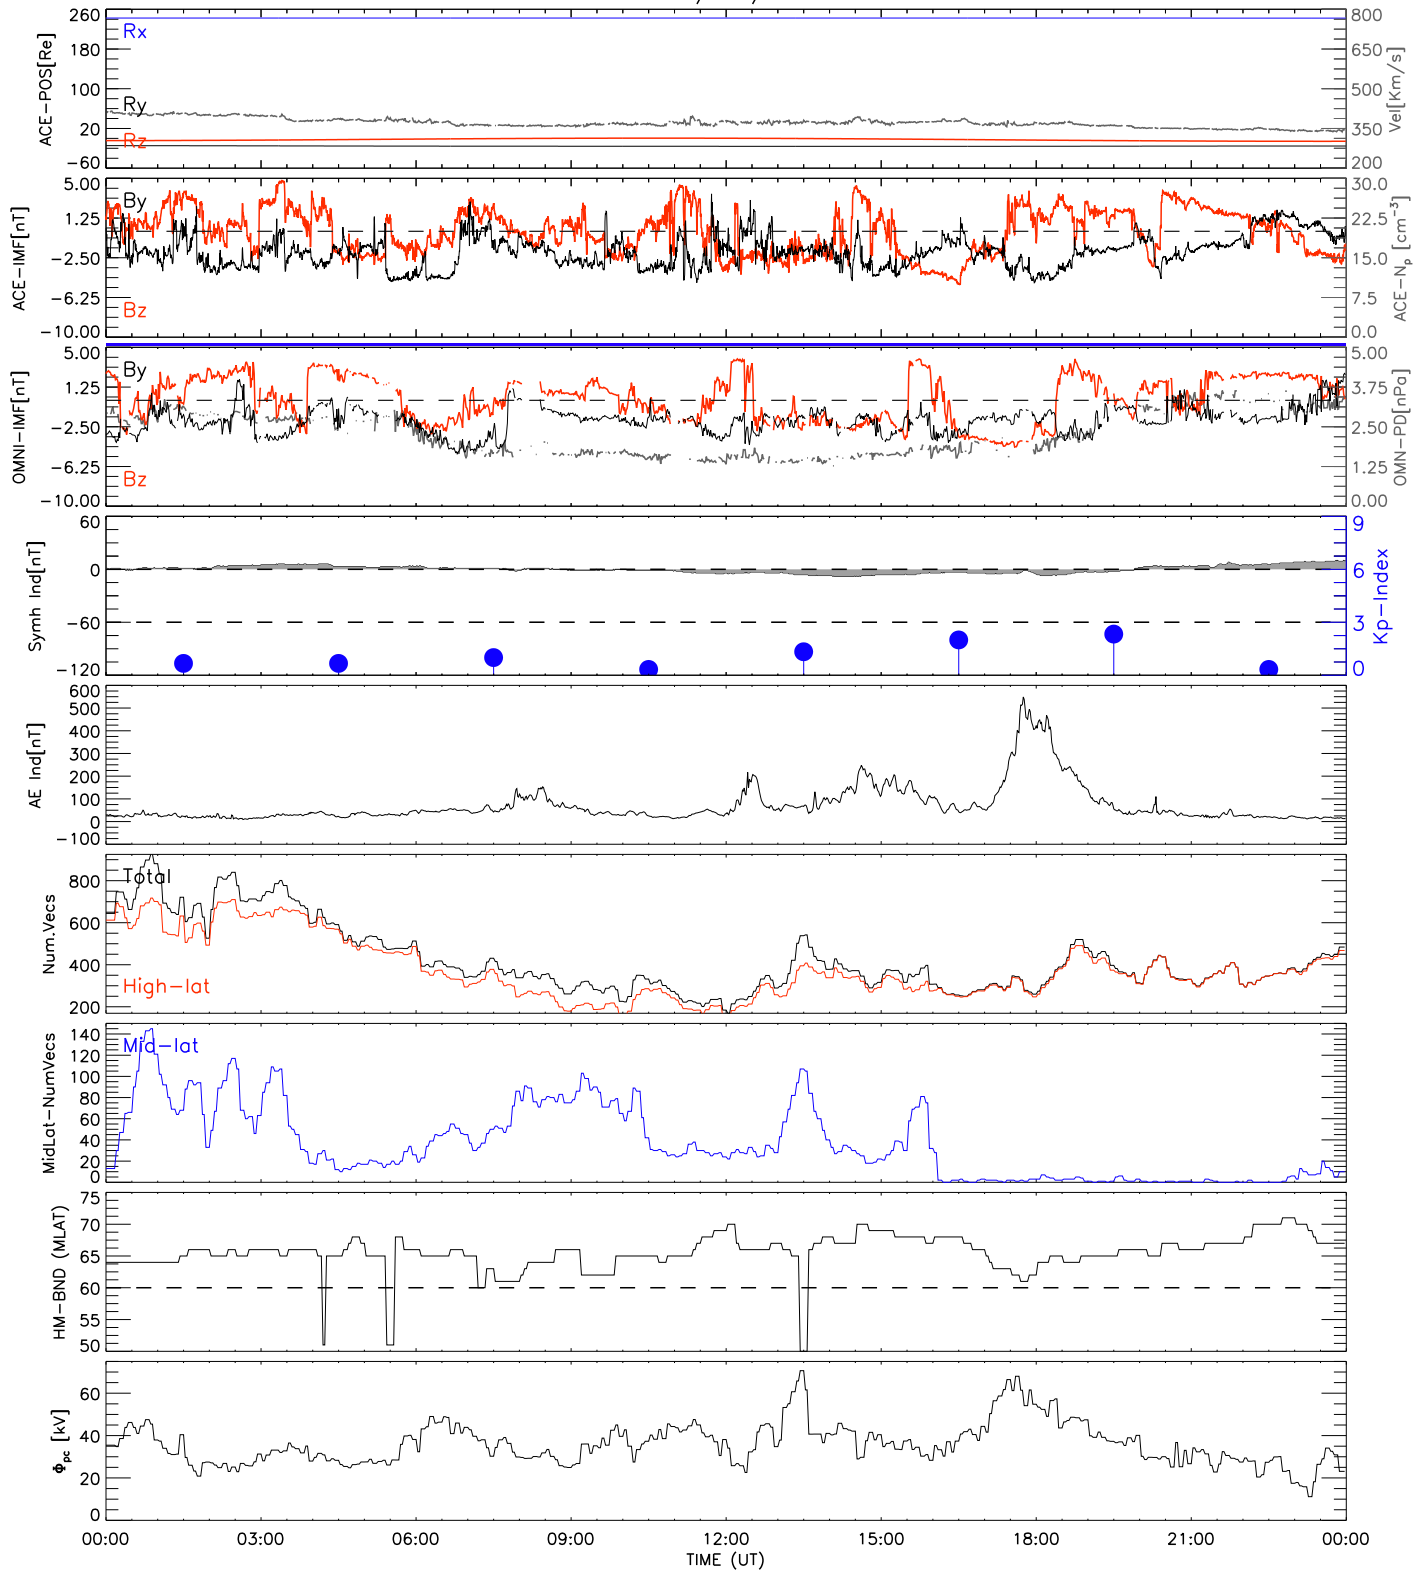 260
180
100
20
−60
ACE−POS[Re]
Rx
Ry
Rz
800
650
500
350
200
Vel[Km/s]
5.00
1.25
−2.50
−6.25
−10.00
ACE−IMF[nT]
By
Bz
30.0
22.5
15.0
7.5
0.0
ACE−Np [cm−3]
5.00
1.25
−2.50
−6.25
−10.00
OMNI−IMF[nT]
By
Bz
5.00
3.75
2.50
1.25
0.00
OMN−PD[nPa]
60
0
−60
−120
Symh Ind[nT]
9
6
3
0
Kp−Index
600
500
400
300
200
100
0
−100
AE Ind[nT]
800
600
400
200
Num.Vecs
Total
High−lat
140
120
100
80
60
40
20
0
MidLat−NumVecs
Mid−lat
75
70
65
60
55
50
HM−BND (MLAT)
60
40
20
0
Φpc [kV]
00:00 03:00 06:00 09:00 12:00 15:00 18:00 21:00 00:00
TIME (UT)